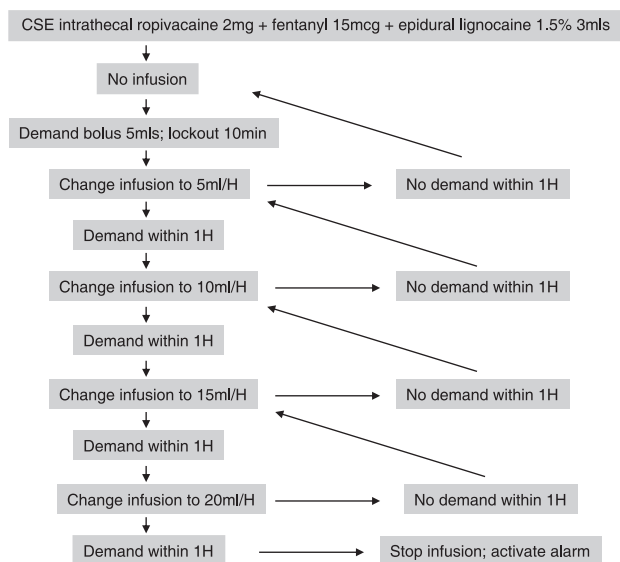 CSE intrathecal ropivacaine 2mg + fentanyl 15mcg + epidural lignocaine 1.5% 3mls
No infusion
Demand bolus 5mls; lockout 10min
Change infusion to 5ml/H
No demand within 1H
Demand within 1H
Change infusion to 10ml/H
No demand within 1H
Demand within 1H
Change infusion to 15ml/H
No demand within 1H
Demand within 1H
Change infusion to 20ml/H
No demand within 1H
Demand within 1H
Stop infusion; activate alarm